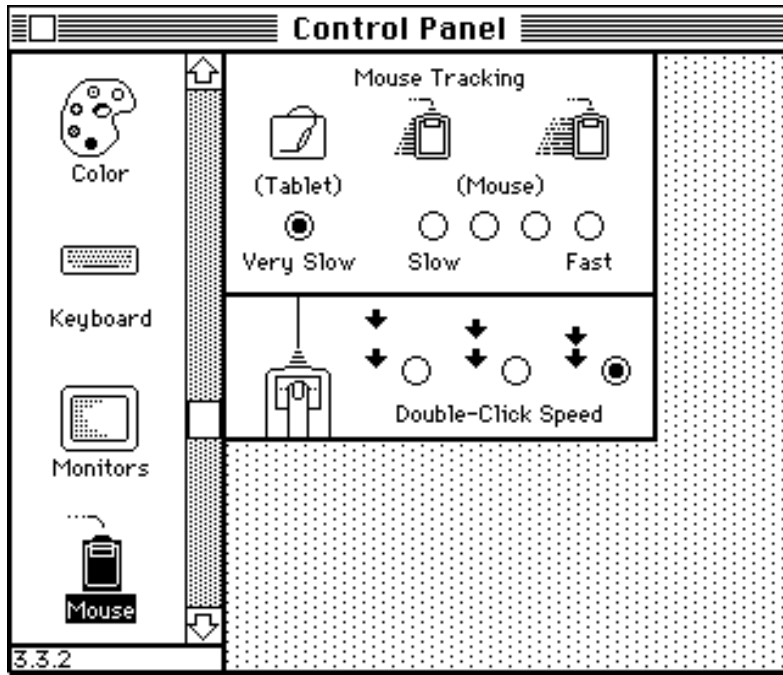 Control Panel
Color
Keyboard
Monitors
Mouse
3.3.2
Mouse Tracking
(Tablet) (Mouse)
Very Slow Slow Fast
Double-Click Speed